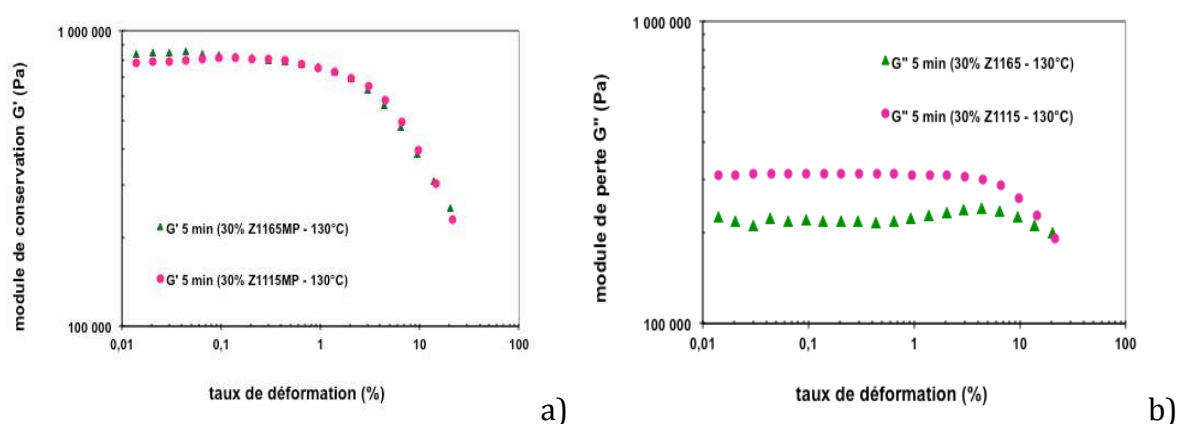 1 000 000
100 000
0,01
0,1
1
10
100
module de conservation G' (Pa)
taux de déformation (%)
G' 5 min (30% Z1165MP - 130°C)
G' 5 min (30% Z1115MP - 130°C)
a)
1 000 000
100 000
0,01
0,1
1
10
100
module de perte G" (Pa)
taux de déformation (%)
G" 5 min (30% Z1165 - 130°C)
G" 5 min (30% Z1115 - 130°C)
b)